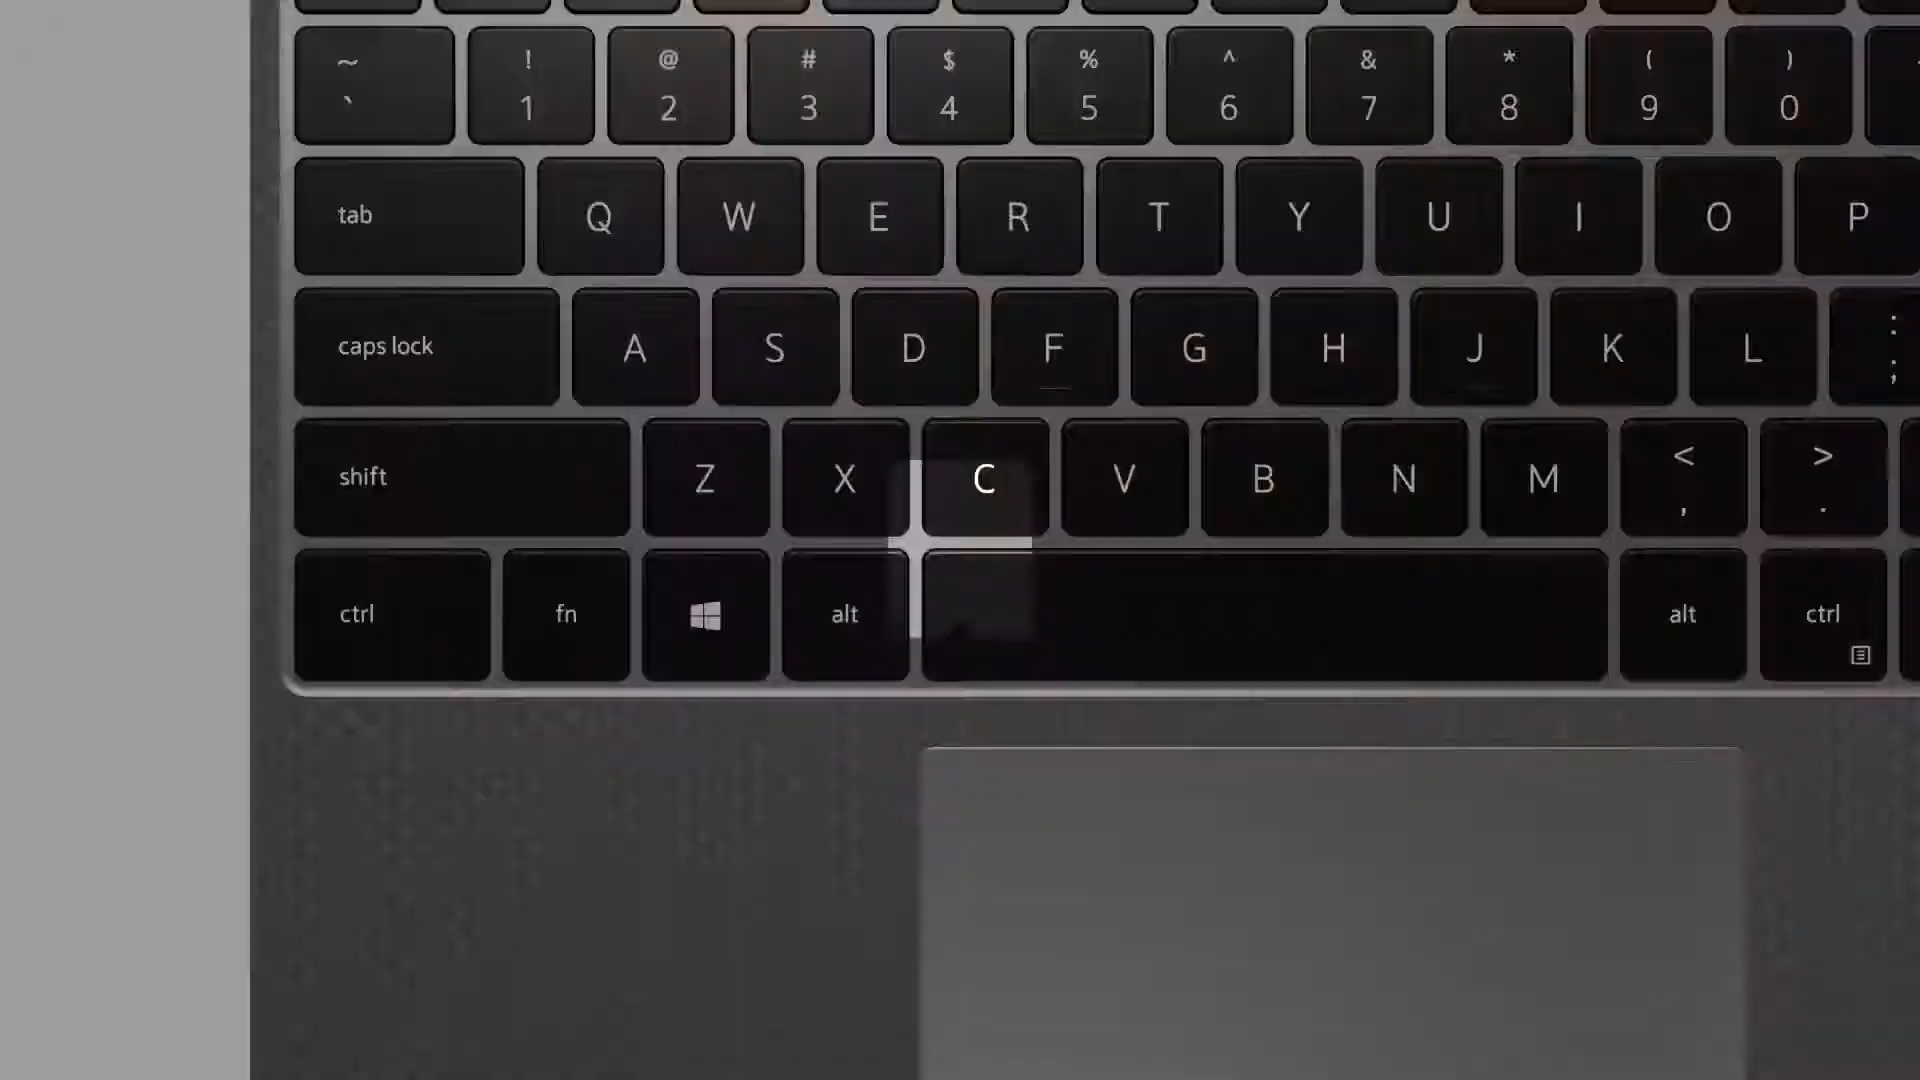 ~ ! @ # $ % ^ & * ( )
` 1 2 3 4 5 6 7 8 9 0
tab Q W E R T Y U I O P
caps lock A S D F G H J K L : ;
shift Z X C V B N M < , > .
ctrl fn alt alt ctrl